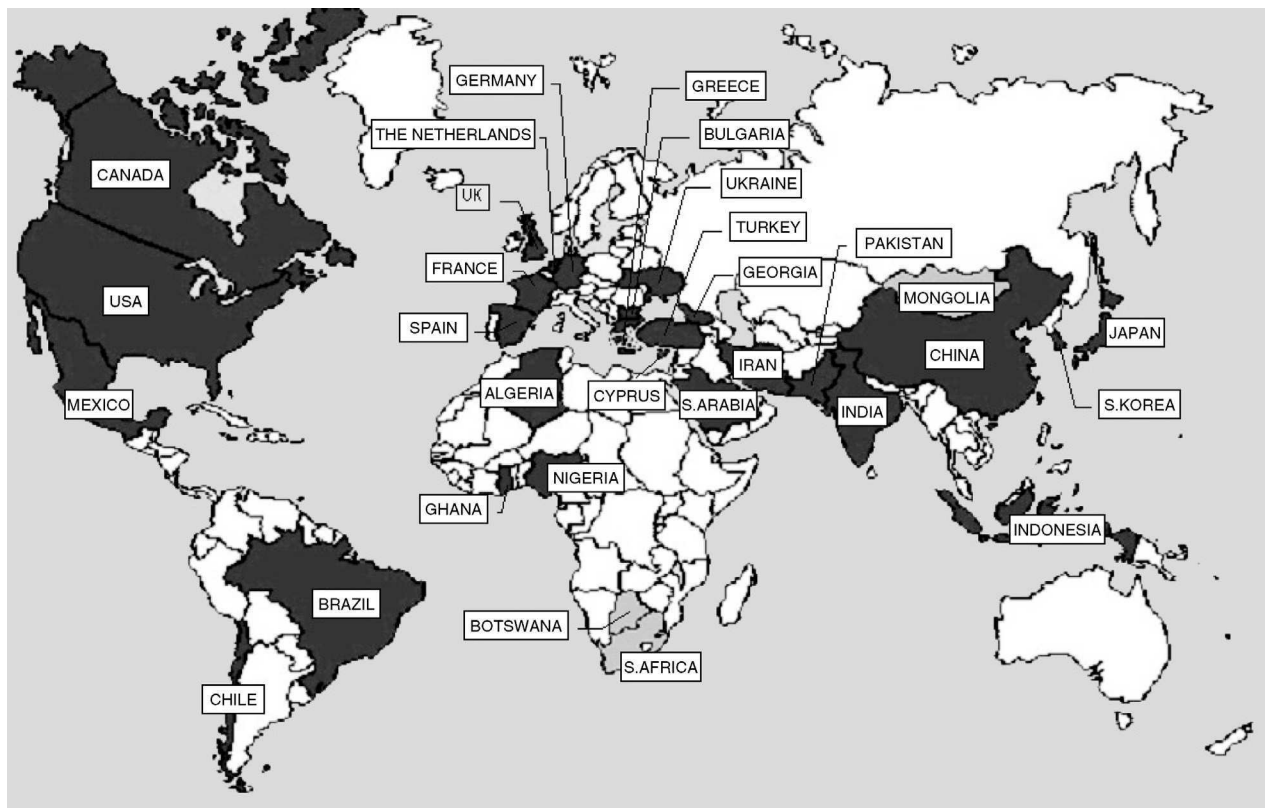 GERMANY
GREECE
THE NETHERLANDS
BULGARIA
CANADA
UK
UKRAINE
TURKEY
PAKISTAN
FRANCE
GEORGIA
USA
MONGOLIA
SPAIN
JAPAN
IRAN
CHINA
ALGERIA
CYPRUS
S.ARABIA
MEXICO
INDIA
S.KOREA
NIGERIA
GHANA
INDONESIA
BRAZIL
BOTSWANA
S.AFRICA
CHILE